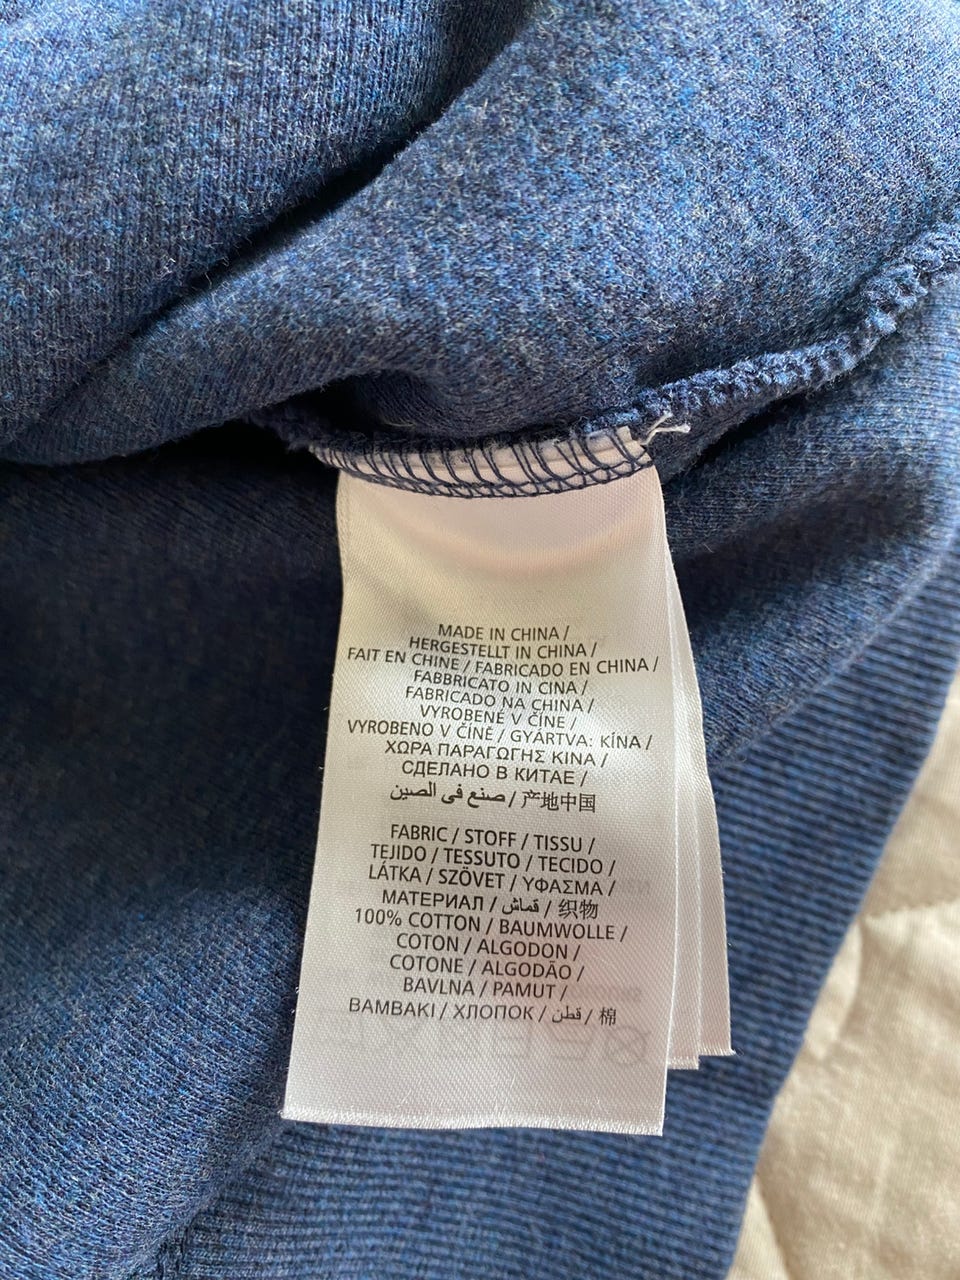 MADE IN CHINA /
HERGESTELLT IN CHINA /
FAIT EN CHINE / FABRICADO EN CHINA /
FABBRICATO IN CINA /
FABRICADO NA CHINA /
VYROBENÉ V ČÍNE /
VYROBENO V ČÍNĚ / GYÁRTVA: KÍNA /
ΧΩΡΑ ΠΑΡΑΓΩΓΗΣ ΚΙΝΑ /
СДЕЛАНО В КИТАЕ /
صنع في الصين / 产地中国
FABRIC / STOFF / TISSU /
TEJIDO / TESSUTO / TECIDO /
LÁTKA / SZÖVET / ΥΦΑΣΜΑ /
МАТЕРИАЛ / قماش / 织物
100% COTTON / BAUMWOLLE /
COTON / ALGODON /
COTONE / ALGODÃO /
BAVLNA / PAMUT /
ΒΑΜΒΑΚΙ / ХЛОПОК / قطن / 棉